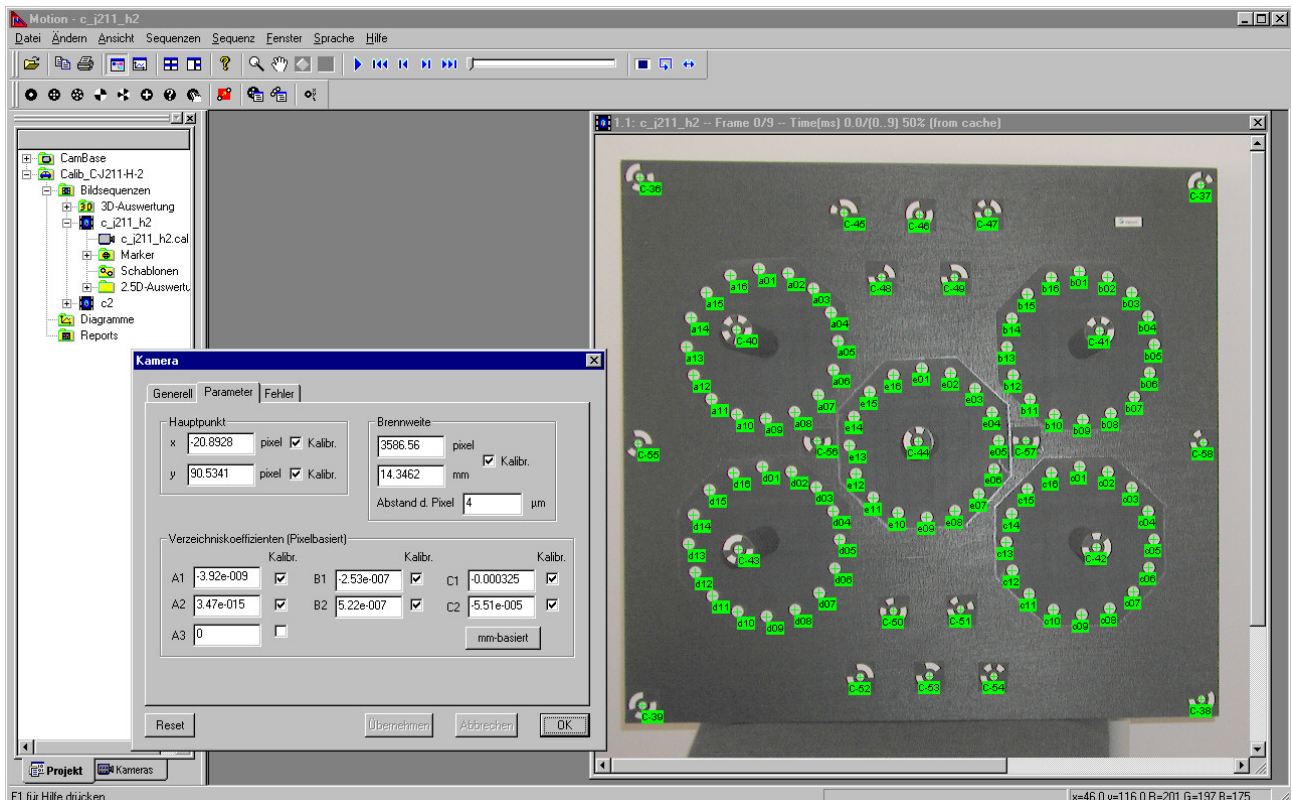 Motion - c_j211_h2
Datei Ändern Ansicht Sequenzen Sequenz Fenster Sprache Hilfe
CamBase
Calib_CJ211-H-2
Bildsequenzen
3D-Auswertung
c_j211_h2
c_j211_h2.cal
Marker
Schablonen
2.5D-Auswertu
c2
Diagramme
Reports
Projekt Kameras
Kamera
Generell Parameter Fehler
Hauptpunkt
x -20.8928 pixel Kalibr.
y 90.5341 pixel Kalibr.
Brennweite
3586.56 pixel
Kalibr.
14.3462 mm
Abstand d. Pixel 4 µm
Verzeichniskoeffizienten (Pixelbasiert)
Kalibr. Kalibr. Kalibr.
A1 -3.92e-009 B1 -2.53e-007 C1 -0.000325
A2 3.47e-015 B2 5.22e-007 C2 -5.51e-005
A3 0
mm-basiert
Reset Übernehmen Abbrechen OK
1.1: c_j211_h2 -- Frame 0/9 -- Time(ms) 0.0/(0..9) 50% (from cache)
C-36 C-37
C-45 C-46 C-47
C-48 C-49
a16 a01 a02
a15 a03
a14 a04
C-40
a13 a05
a12 a06
a11 a07
a10 a09 a08
b16 b01 b02
b15 b03
b14 b04
C-41
b13 b05
b12 b06
b11 b07
b10 b09 b08
e16 e01 e02
e15 e03
e14 e04
C-55 C-56 C-44 C-57 C-58
e13 e05
e12 e06
e11 e07
e10 e09 e08
d16 d01 d02
d15 d03
d14 d04
C-43
d13 d05
d12 d06
d11 d07
d10 d09 d08
c16 c01 c02
c15 c03
c14 c04
C-42
c13 c05
c12 c06
c11 c07
c10 c09 c08
C-50 C-51
C-52 C-53 C-54
C-39 C-38
F1 für Hilfe drücken
x=46.0 y=116.0 R=201 G=197 B=175